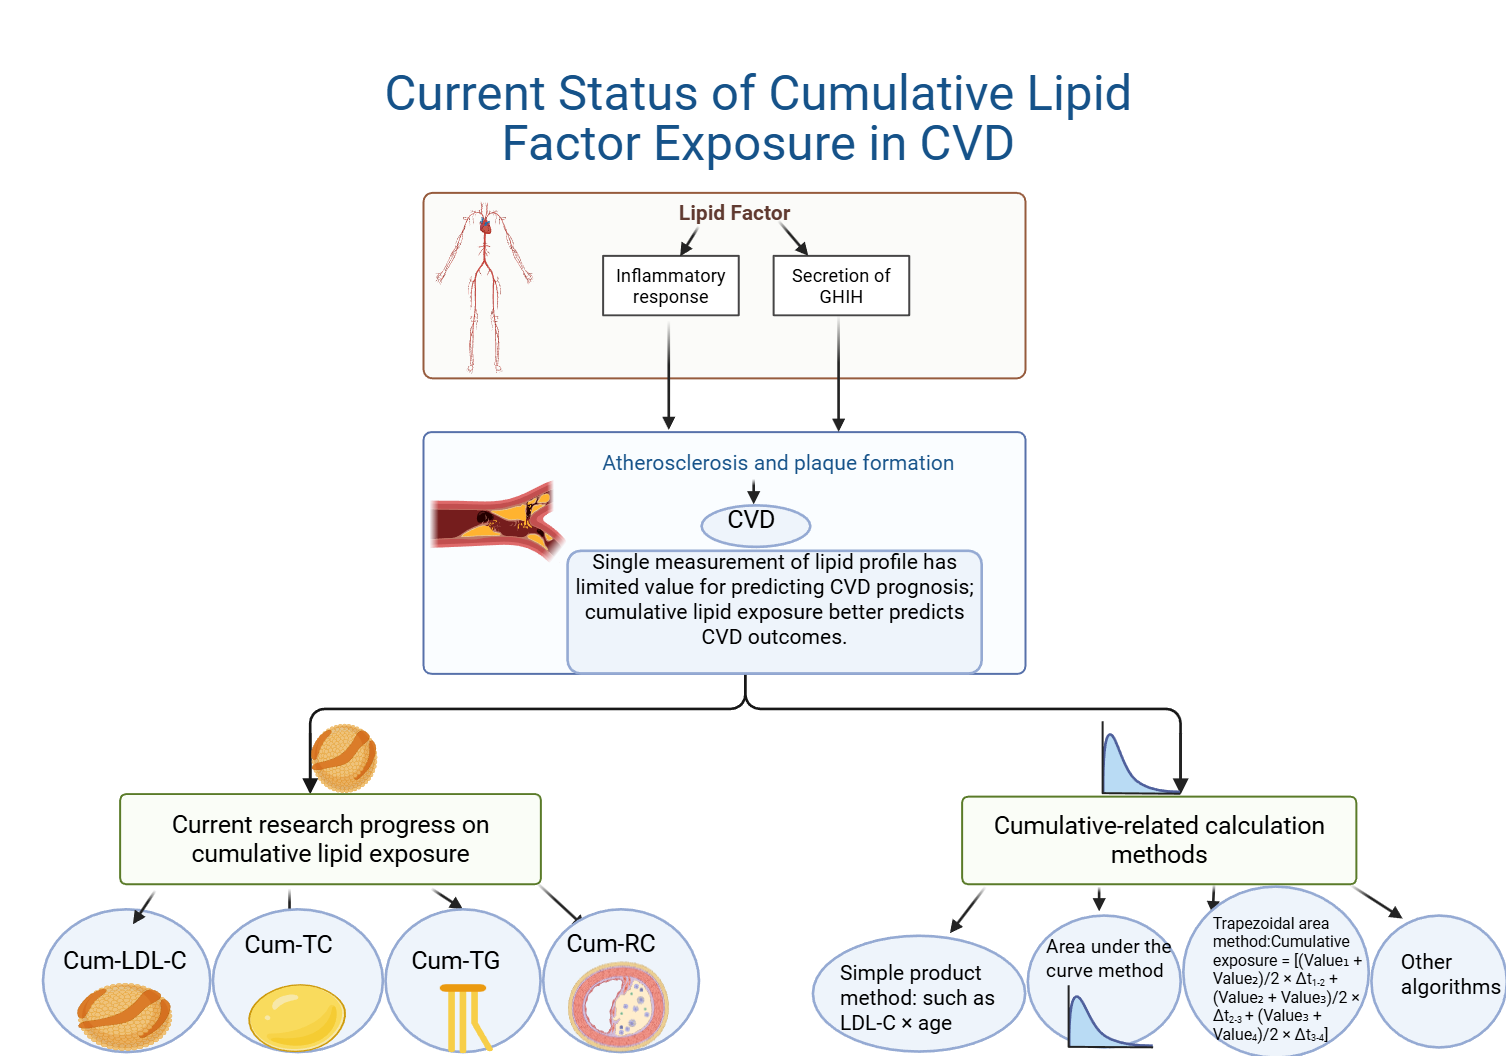 Current Status of Cumulative Lipid
Factor Exposure in CVD
Lipid Factor
Inflammatory
response
Secretion of
GHIH
Atherosclerosis and plaque formation
CVD
Single measurement of lipid profile has
limited value for predicting CVD prognosis;
cumulative lipid exposure better predicts
CVD outcomes.
Current research progress on
cumulative lipid exposure
Cumulative-related calculation
methods
Cum-LDL-C
Cum-TC
Cum-TG
Cum-RC
Simple product
method: such as
LDL-C × age
Area under the
curve method
Trapezoidal area
method:Cumulative
exposure = [(Value₁ +
Value₂)/2 × Δt₁₋₂ +
(Value₂ + Value₃)/2 ×
Δt₂₋₃ + (Value₃ +
Value₄)/2 × Δt₃₋₄]
Other
algorithms